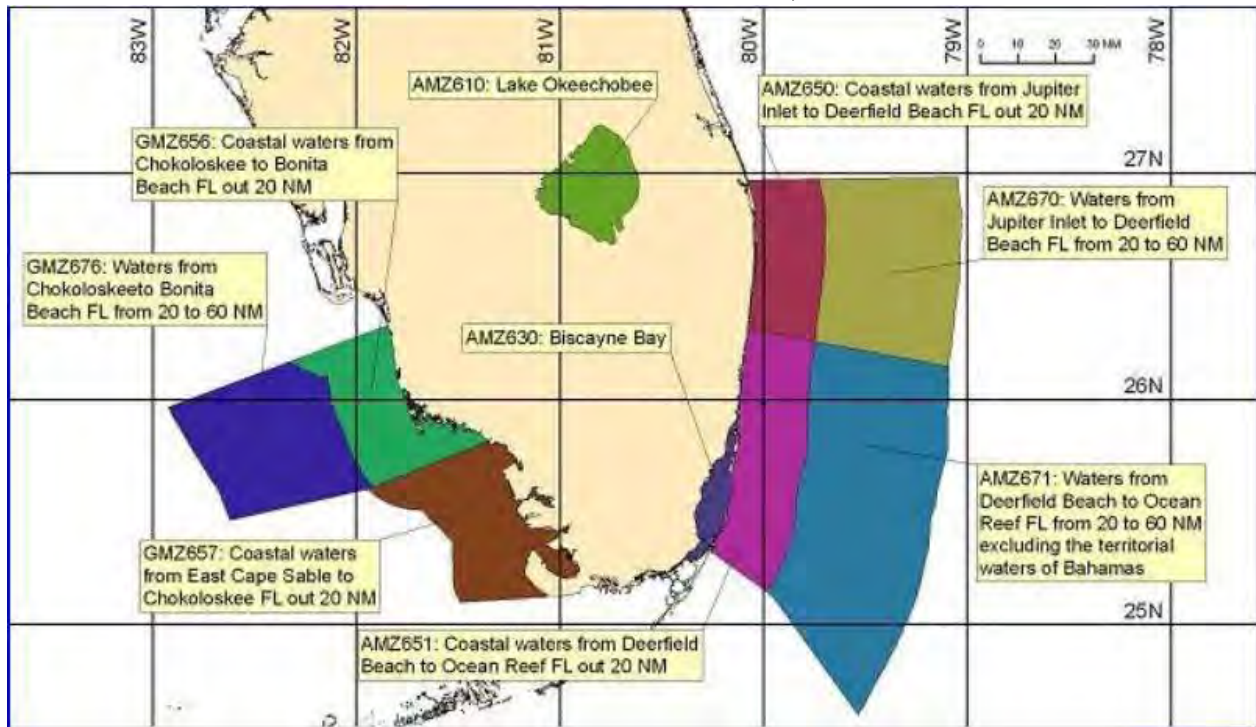 83W
82W
81W
80W
79W
78W
0 10 20 30 NM
AMZ610: Lake Okeechobee
AMZ650: Coastal waters from Jupiter
Inlet to Deerfield Beach FL out 20 NM
GMZ656: Coastal waters from
Chokoloskee to Bonita
Beach FL out 20 NM
27N
AMZ670: Waters from
Jupiter Inlet to Deerfield
Beach FL from 20 to 60 NM
GMZ676: Waters from
Chokoloskeeto Bonita
Beach FL from 20 to 60 NM
AMZ630: Biscayne Bay
26N
AMZ671: Waters from
Deerfield Beach to Ocean
Reef FL from 20 to 60 NM
excluding the territorial
waters of Bahamas
GMZ657: Coastal waters
from East Cape Sable to
Chokoloskee FL out 20 NM
25N
AMZ651: Coastal waters from Deerfield
Beach to Ocean Reef FL out 20 NM